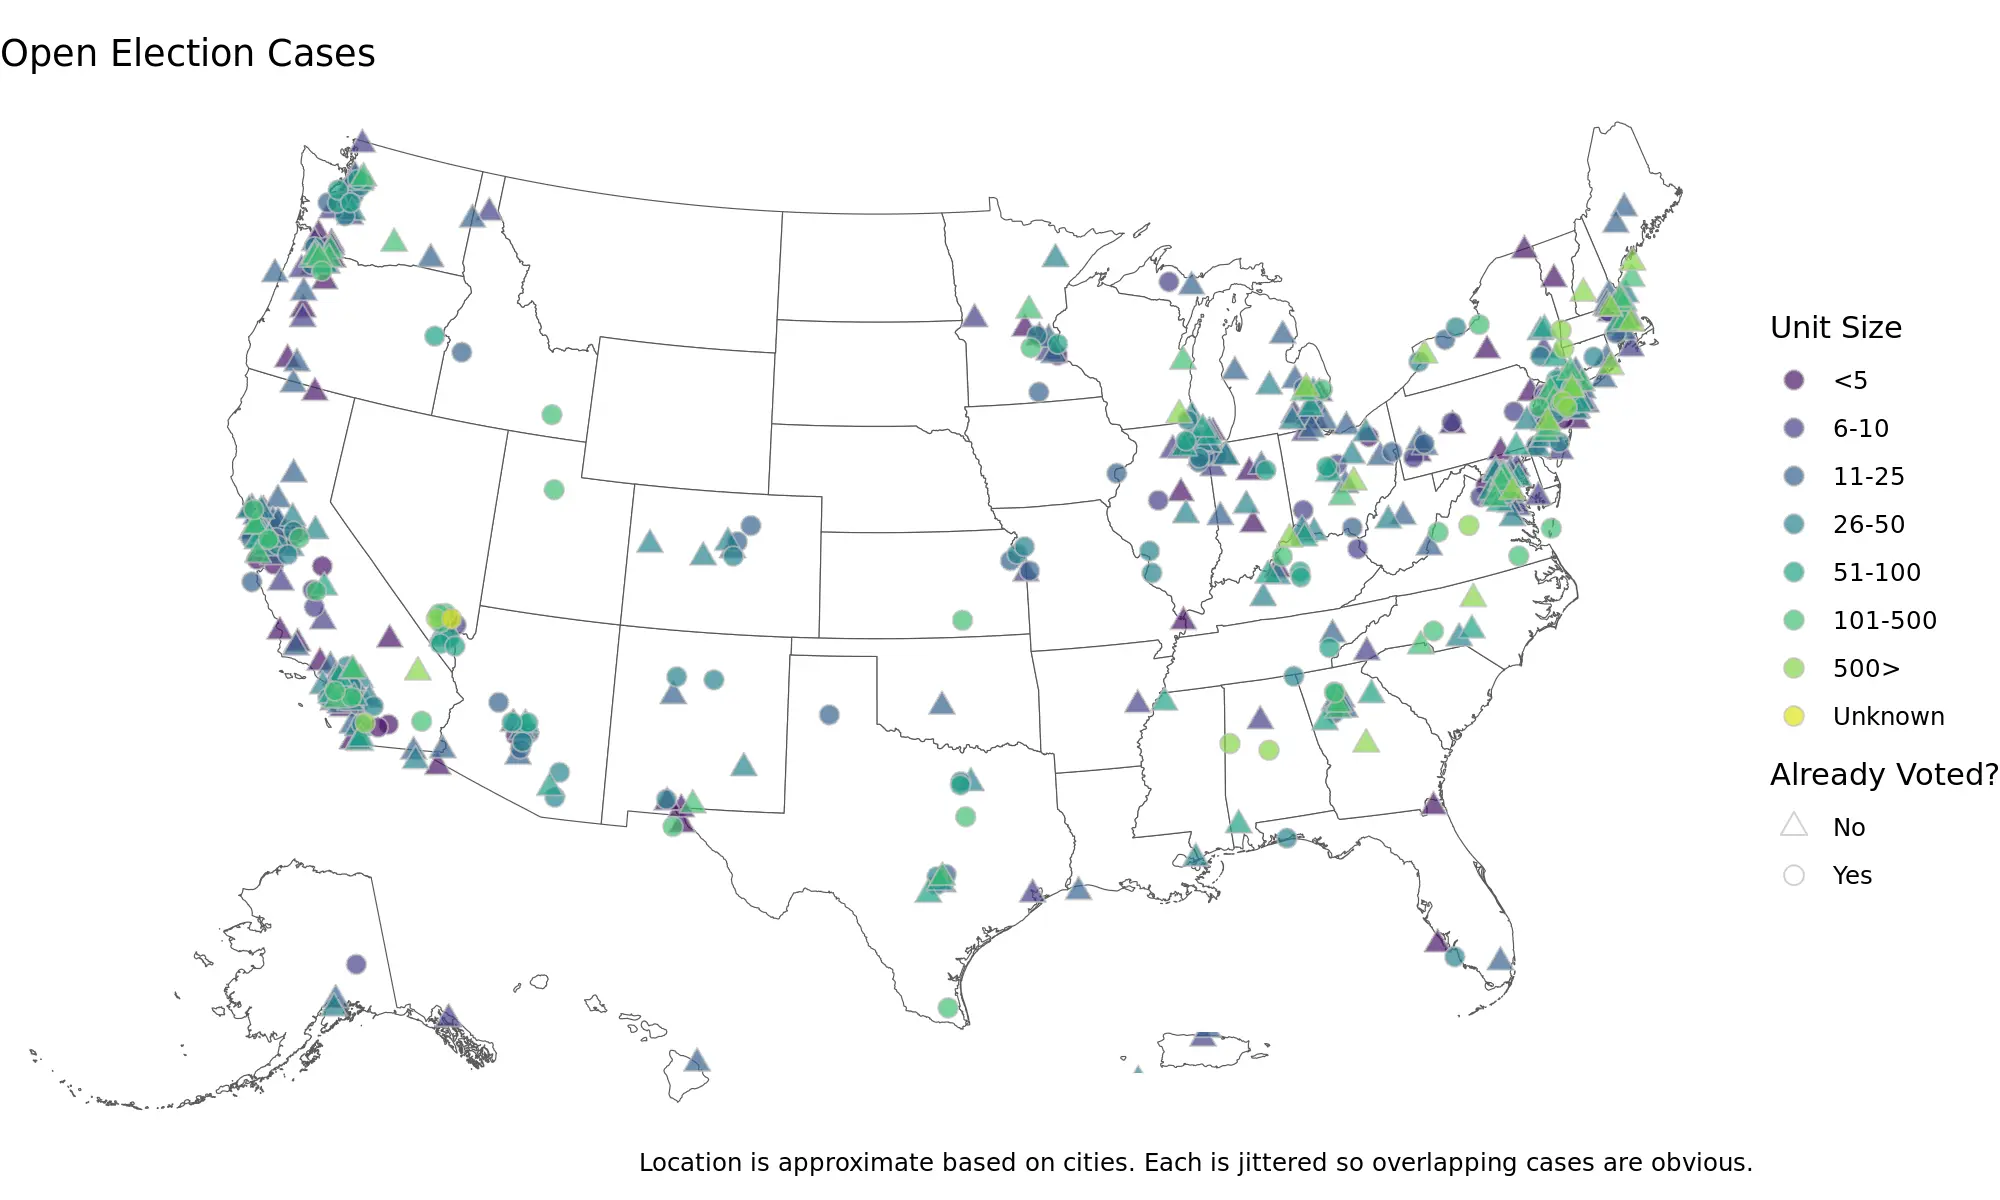 Open Election Cases
Unit Size
<5
6-10
11-25
26-50
51-100
101-500
500>
Unknown
Already Voted?
No
Yes
Location is approximate based on cities. Each is jittered so overlapping cases are obvious.